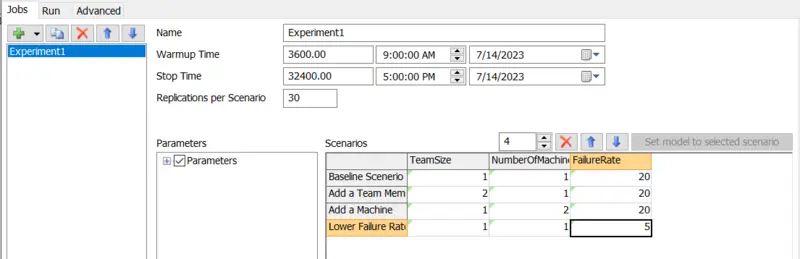 Jobs Run Advanced
Name Experiment1
Experiment1
Warmup Time 3600.00 9:00:00 AM 7/14/2023
Stop Time 32400.00 5:00:00 PM 7/14/2023
Replications per Scenario 30
Parameters Scenarios 4 Set model to selected scenario
Parameters
TeamSize NumberOfMachin FailureRate
Baseline Scenerio 1 1 20
Add a Team Mem 2 1 20
Add a Machine 1 2 20
Lower Failure Rat 1 1 5